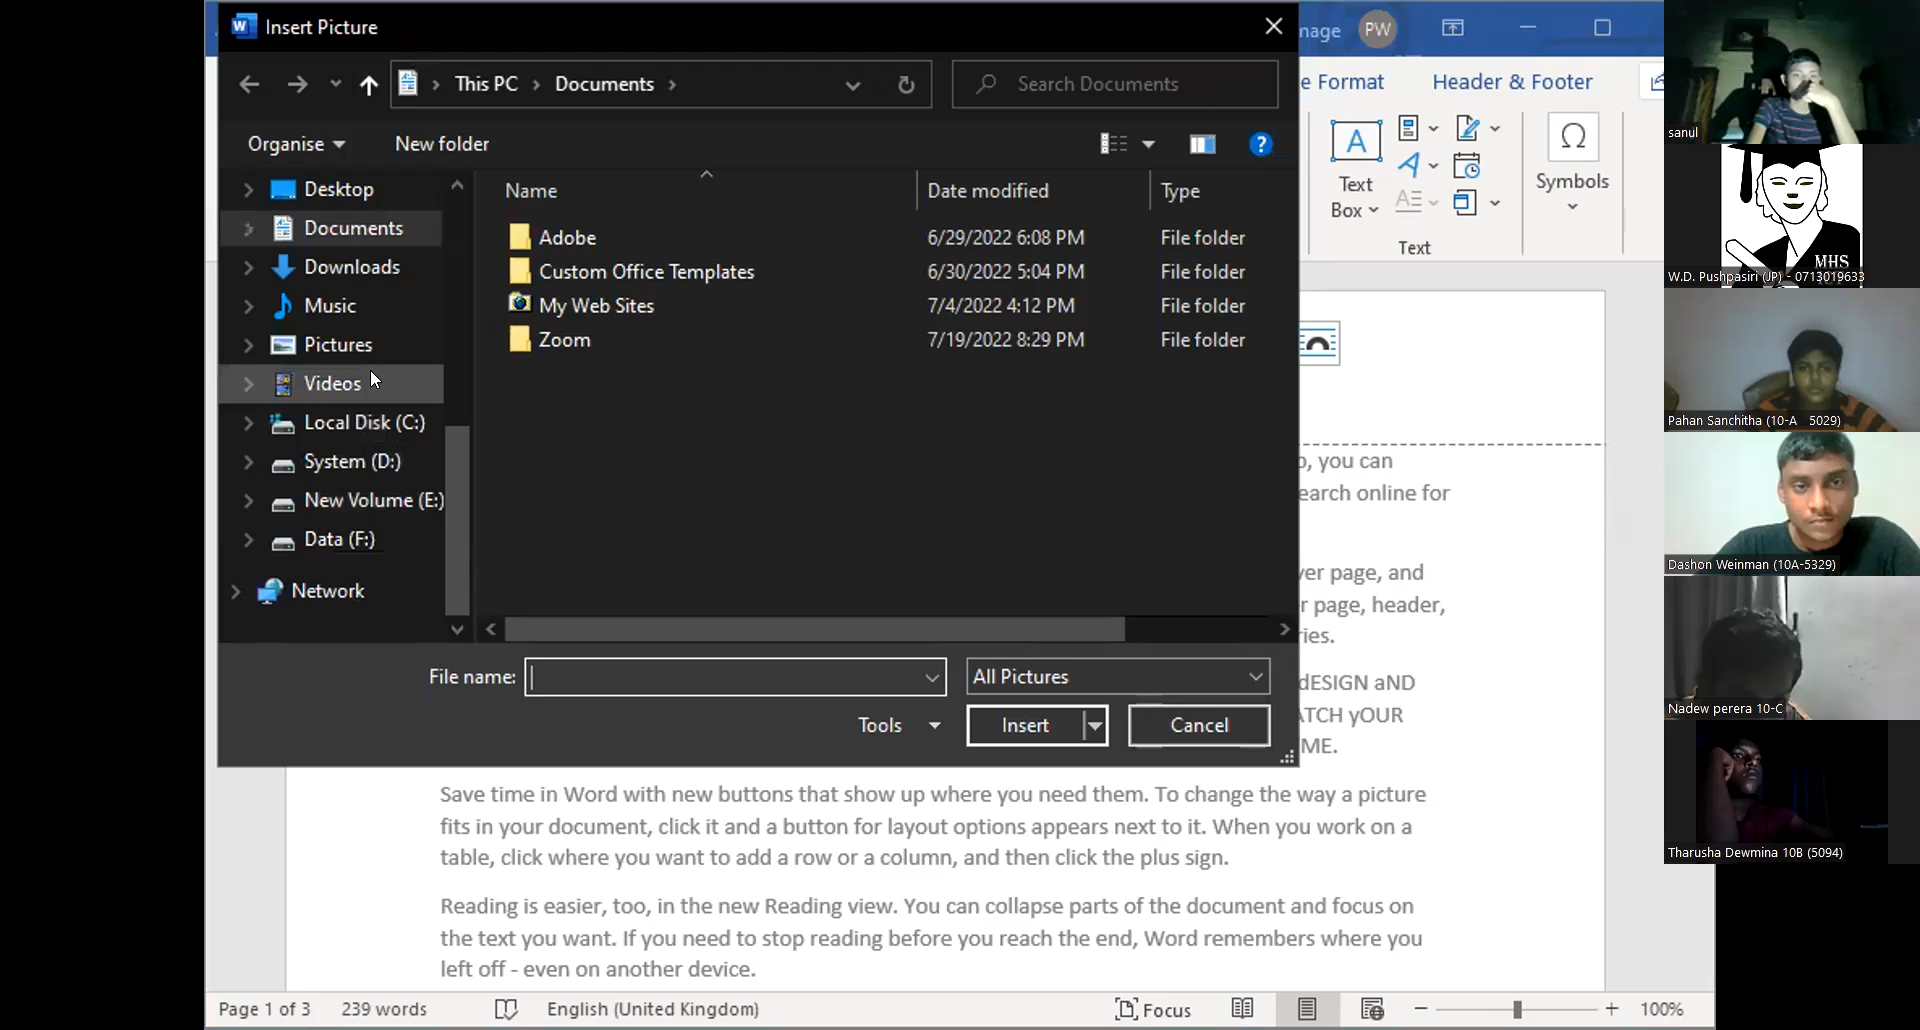 Insert Picture
nage PW
This PC > Documents >
Search Documents
e Format Header & Footer
Organise New folder
Desktop
Documents
Downloads
Music
Pictures
Videos
Local Disk (C:)
System (D:)
New Volume (E:)
Data (F:)
Network
Name Date modified Type
Adobe 6/29/2022 6:08 PM File folder
Custom Office Templates 6/30/2022 5:04 PM File folder
My Web Sites 7/4/2022 4:12 PM File folder
Zoom 7/19/2022 8:29 PM File folder
File name: All Pictures
Tools Insert Cancel
A Ω
Text Box
Symbols
Text
o, you can
earch online for
ver page, and
r page, header,
ries.
dESIGN aND
ATCH yOUR
ME.
Save time in Word with new buttons that show up where you need them. To change the way a picture
fits in your document, click it and a button for layout options appears next to it. When you work on a
table, click where you want to add a row or a column, and then click the plus sign.
Reading is easier, too, in the new Reading view. You can collapse parts of the document and focus on
the text you want. If you need to stop reading before you reach the end, Word remembers where you
left off - even on another device.
Page 1 of 3 239 words English (United Kingdom) Focus 100%
sanul
MHS
W.D. Pushpasiri (JP) - 0713019633
Pahan Sanchitha (10-A 5029)
Dashon Weinman (10A-5329)
Nadew perera 10-C
Tharusha Dewmina 10B (5094)